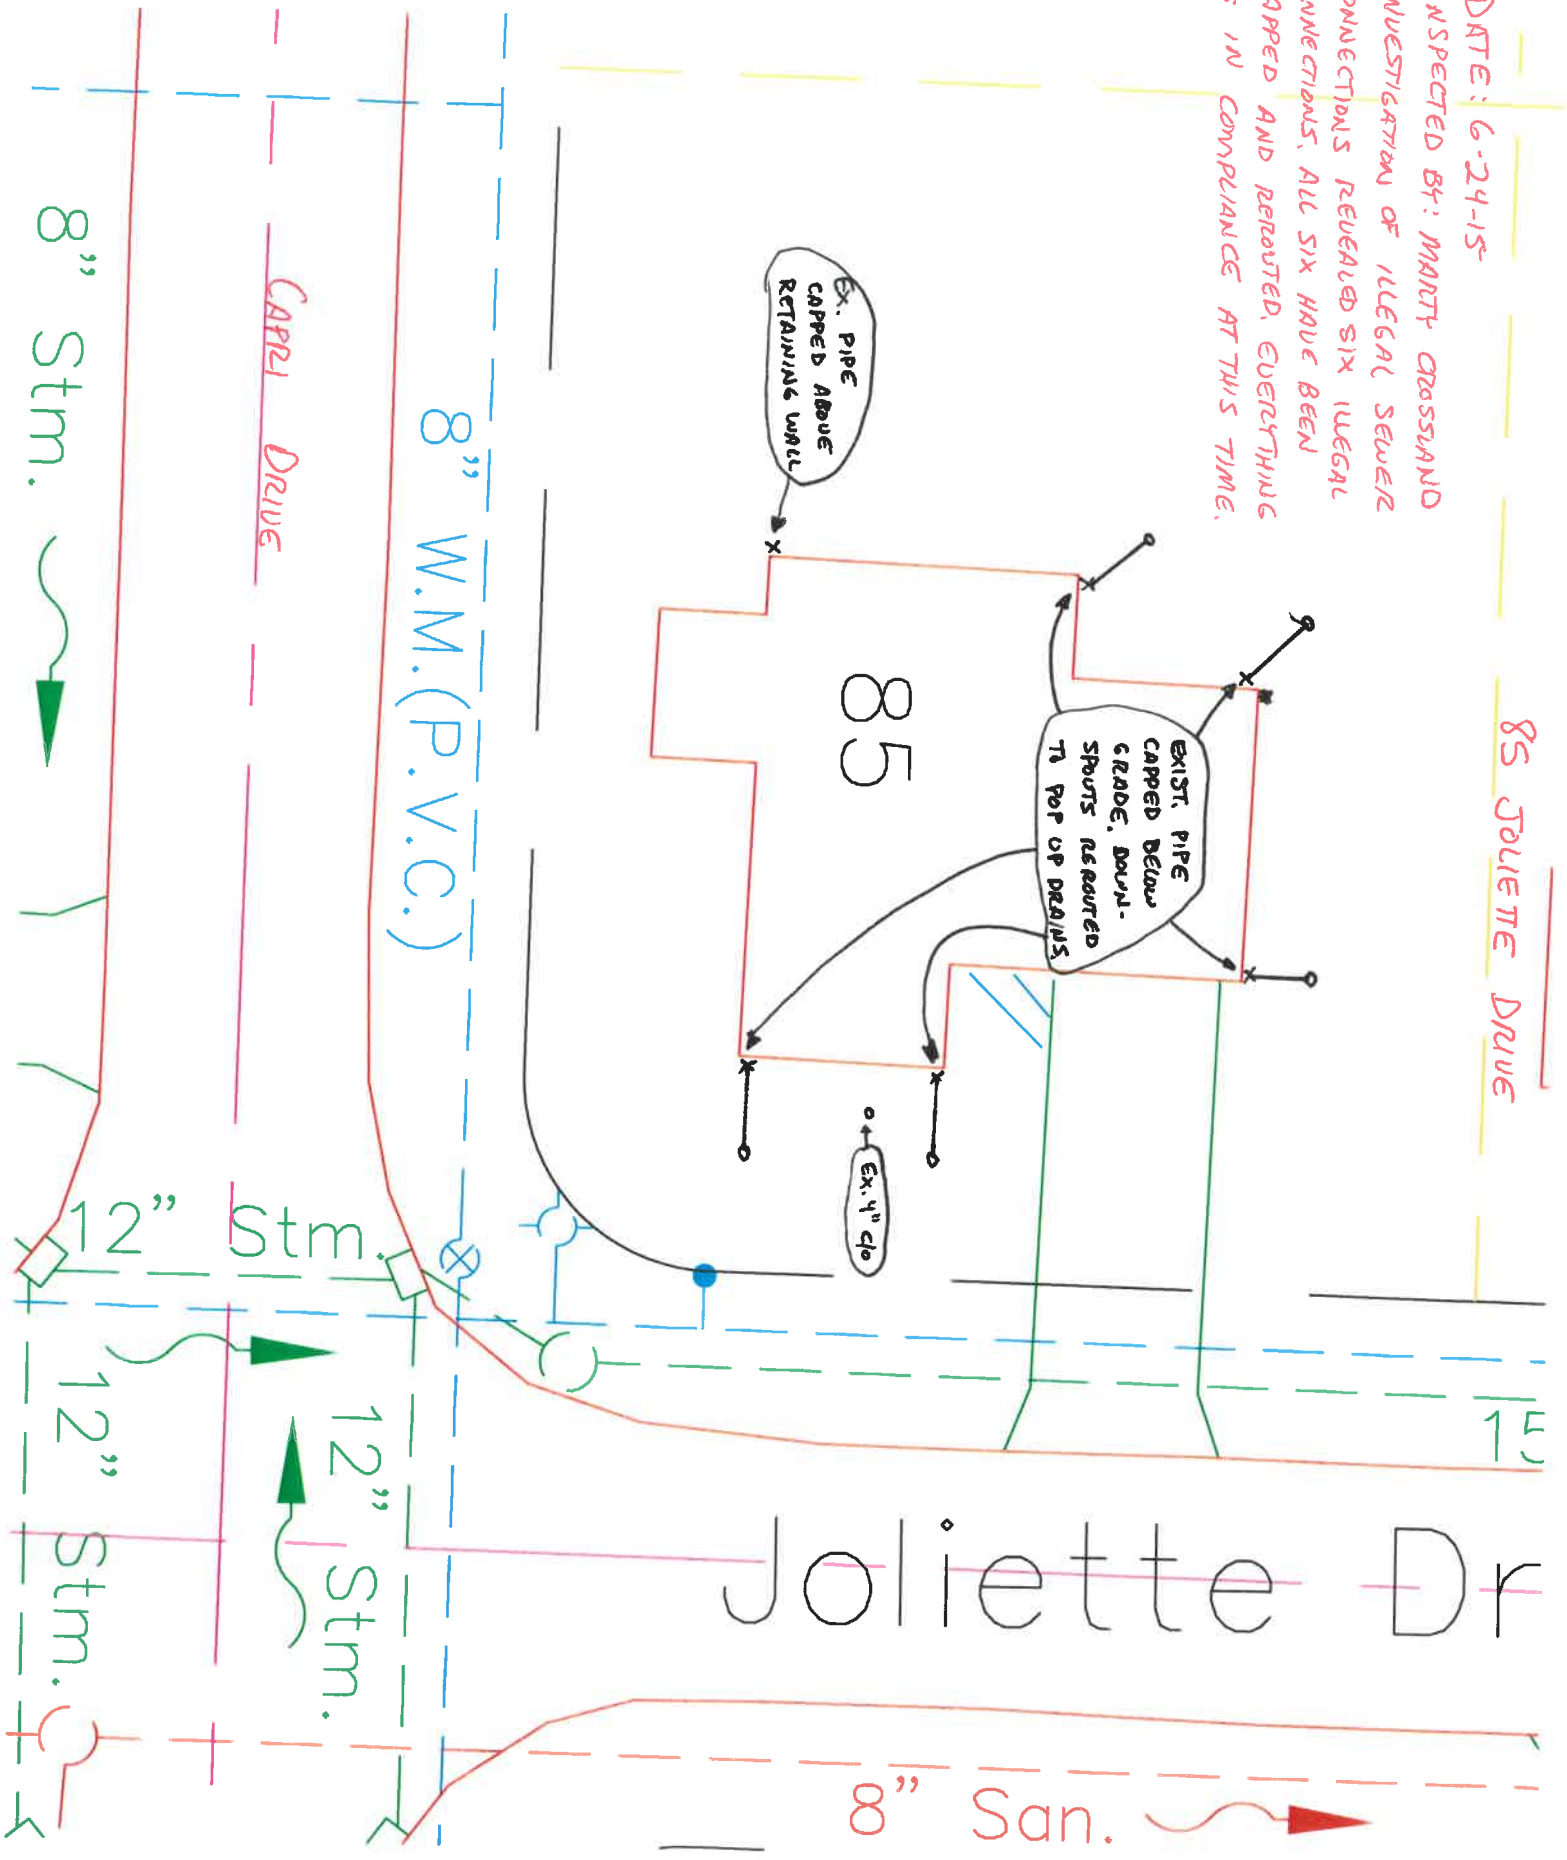 85 JOLIETTE DRIVE
DATE: 6-24-15
INSPECTED BY: MARTY CROSSLAND
INVESTIGATION OF ILLEGAL SEWER
CONNECTIONS REVEALED SIX ILLEGAL
CONNECTIONS. ALL SIX HAVE BEEN
CAPPED AND REROUTED. EVERYTHING
IS IN COMPLIANCE AT THIS TIME.
EX. PIPE
CAPPED ABOVE
RETAINING WALL
EXIST. PIPE
CAPPED BELOW
GRADE. DOWN-
SPOUTS REROUTED
TO POP UP DRAINS.
85
EX. 4" C/O
8" W.M.(P.V.C.)
CAPRI DRIVE
8" Stm.
12" Stm.
12" Stm.
12" Stm.
15
Joliette Dr
8" San.